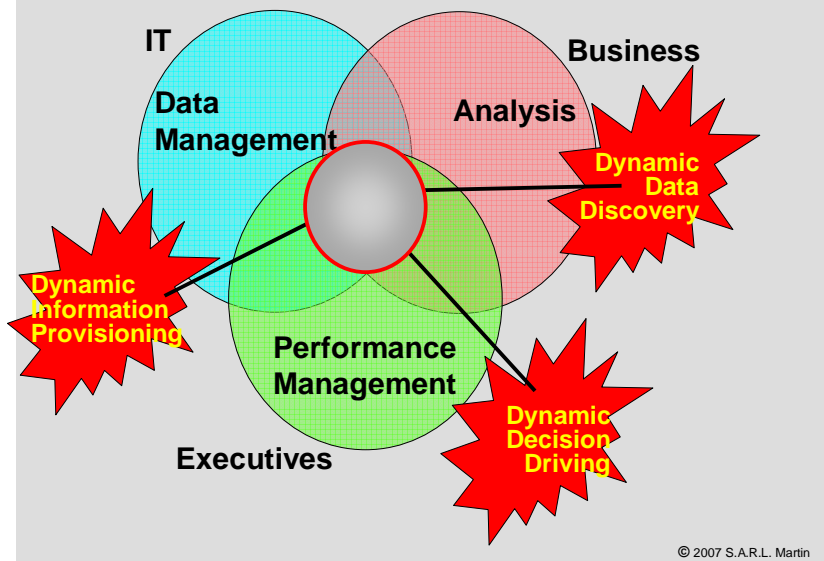 IT
Business
Data
Management
Analysis
Dynamic
Data
Discovery
Dynamic
Information
Provisioning
Performance
Management
Dynamic
Decision
Driving
Executives
© 2007 S.A.R.L. Martin